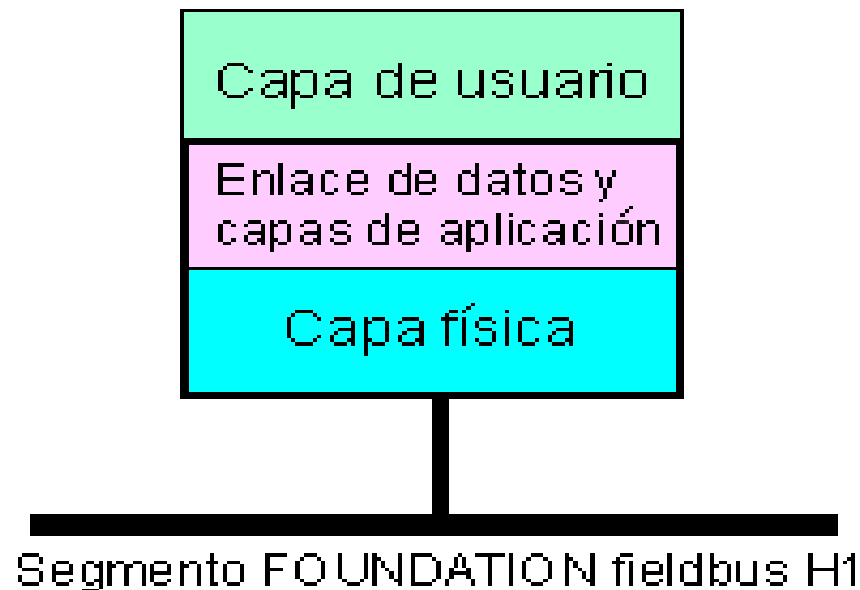 Capa de usuario
Enlace de datos y
capas de aplicación
Capa física
Segmento FOUNDATION fieldbus H1